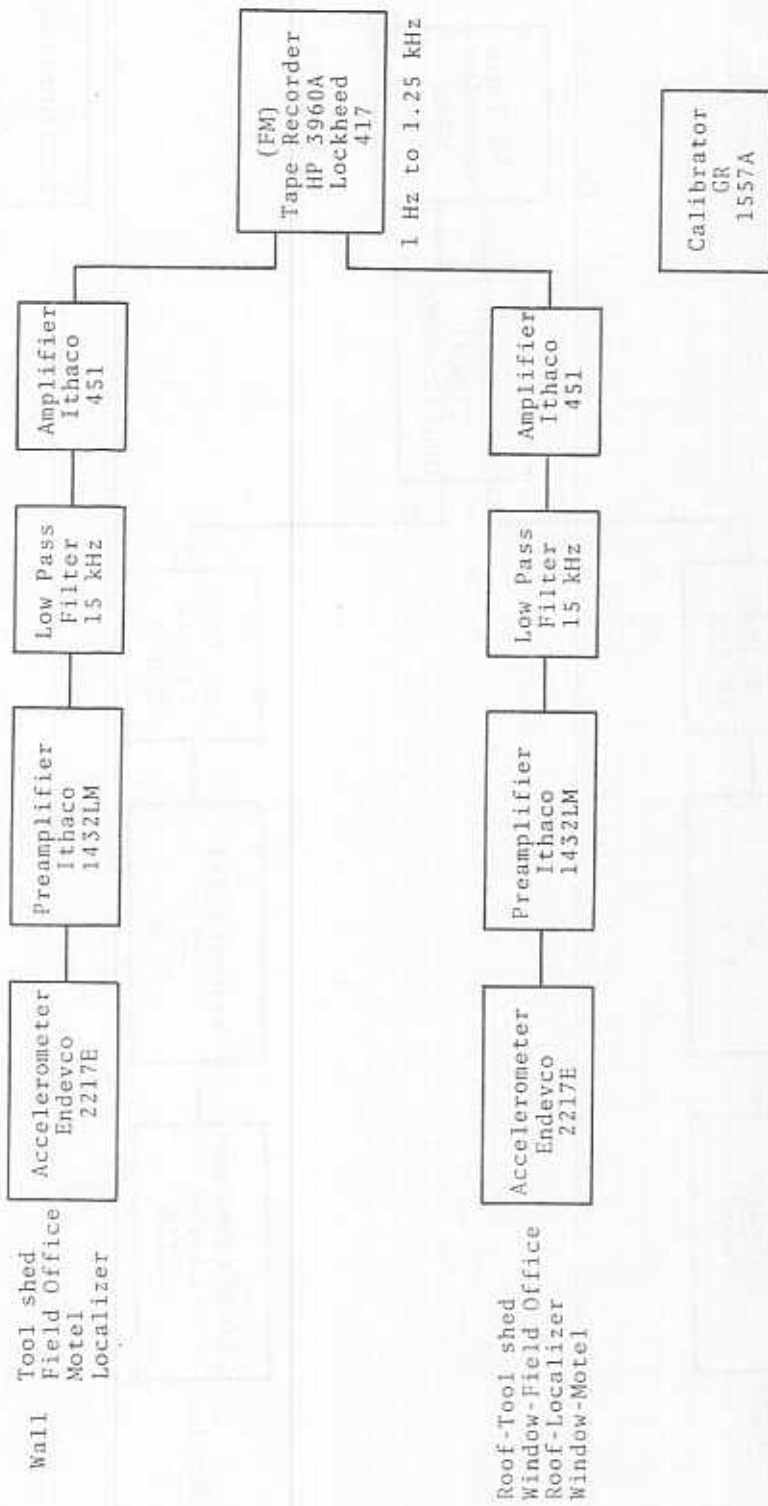 Wall
Tool shed
Field Office
Motel
Localizer
Accelerometer
Endevco
2217E
Preamplifier
Ithaco
1432LM
Low Pass
Filter
15 kHz
Amplifier
Ithaco
451
(FM)
Tape Recorder
HP 3960A
Lockheed
417
1 Hz to 1.25 kHz
Roof-Tool shed
Window-Field Office
Roof-Localizer
Window-Motel
Accelerometer
Endevco
2217E
Preamplifier
Ithaco
1432LM
Low Pass
Filter
15 kHz
Amplifier
Ithaco
451
Calibrator
GR
1557A